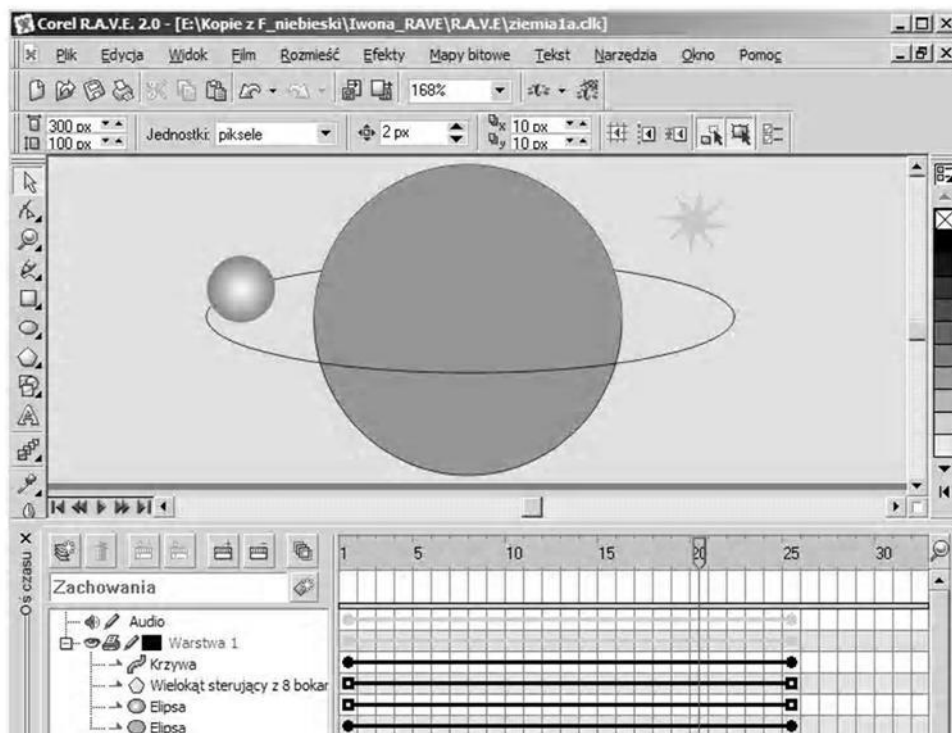 Corel R.A.V.E. 2.0 - [E:\Kopie z F_niebieski\Iwona_RAVE\R.A.V.E\ziemia1a.clk]
Plik Edycja Widok Film Rozmieść Efekty Mapy bitowe Tekst Narzędzia Okno Pomoc
168%
300 px
100 px
Jednostki: piksele
2 px
x 10 px
y 10 px
Oś czasu
1 5 10 15 20 25 30
Zachowania
Audio
Warstwa 1
Krzywa
Wielokąt sterujący z 8 bokar
Elipsa
Elipsa